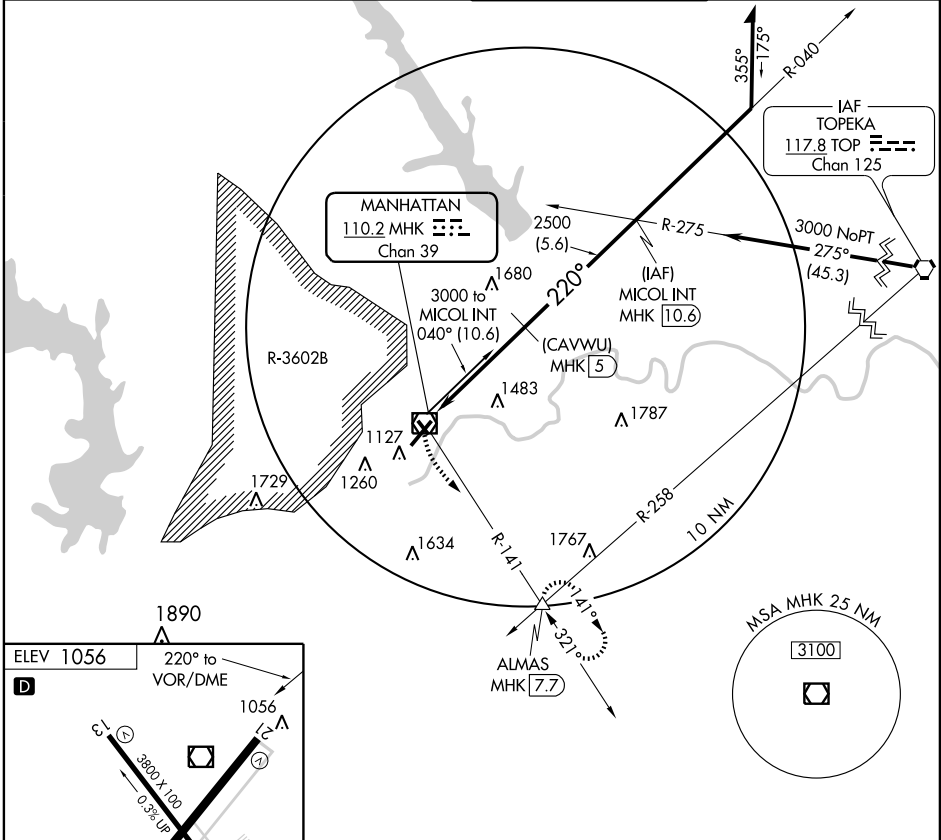 355°
←175°
R-040
IAF
TOPEKA
117.8 TOP
Chan 125
MANHATTAN
110.2 MHK
Chan 39
2500
(5.6)
R-275
3000 NoPT
275°
(45.3)
220°
1680
3000 to
MICOL INT
040° (10.6)
(IAF)
MICOL INT
MHK 10.6
(CAVWU)
MHK 5
R-3602B
1483
1787
1127
1260
1729
1634
1767
R-141
R-258
10 NM
141°
321°
ALMAS
MHK 7.7
MSA MHK 25 NM
3100
1890
ELEV 1056
D
220° to
VOR/DME
1056
13
V
21
V
3800 X 100
0.3% UP